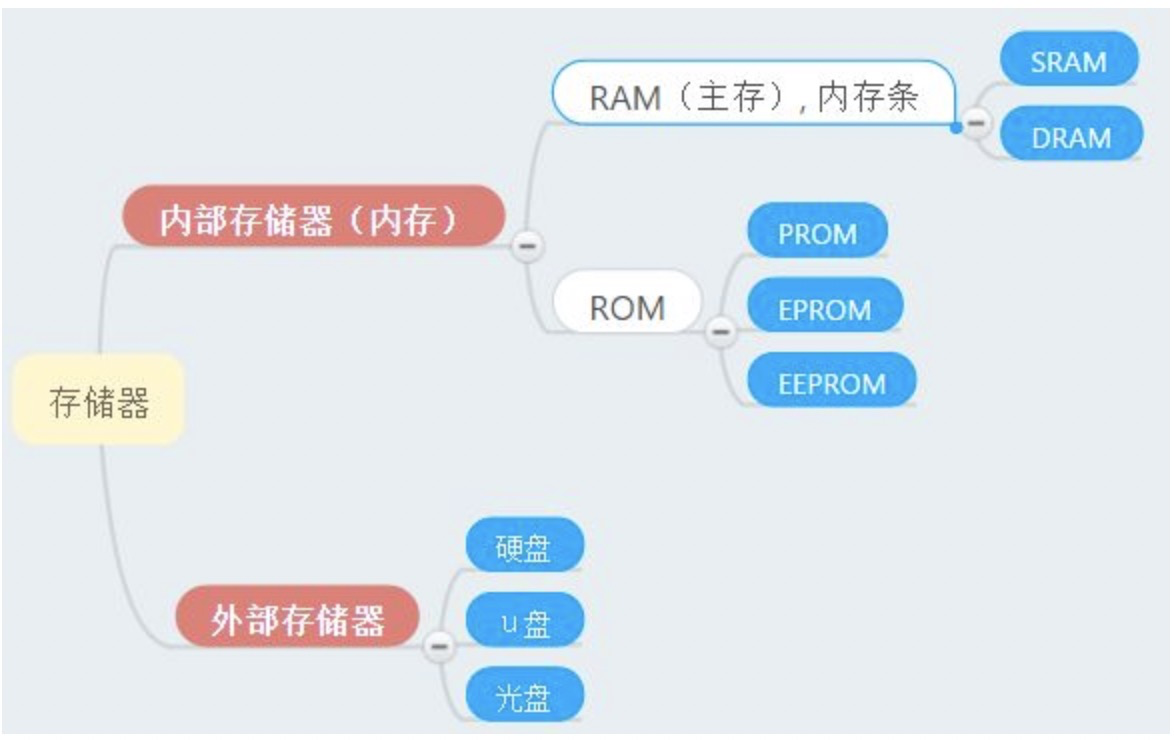 SRAM
RAM（主存）, 内存条
DRAM
内部存储器（内存）
PROM
ROM
EPROM
EEPROM
存储器
硬盘
外部存储器
u盘
光盘